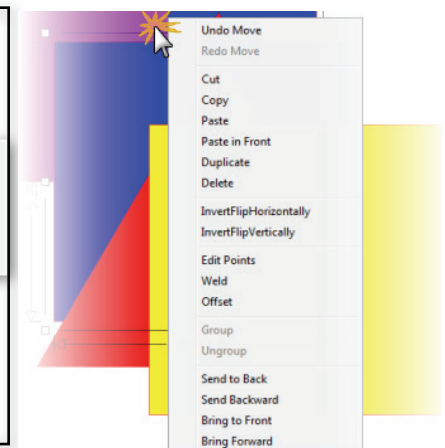 Undo Move
Redo Move
Cut
Copy
Paste
Paste in Front
Duplicate
Delete
InvertFlipHorizontally
InvertFlipVertically
Edit Points
Weld
Offset
Group
Ungroup
Send to Back
Send Backward
Bring to Front
Bring Forward